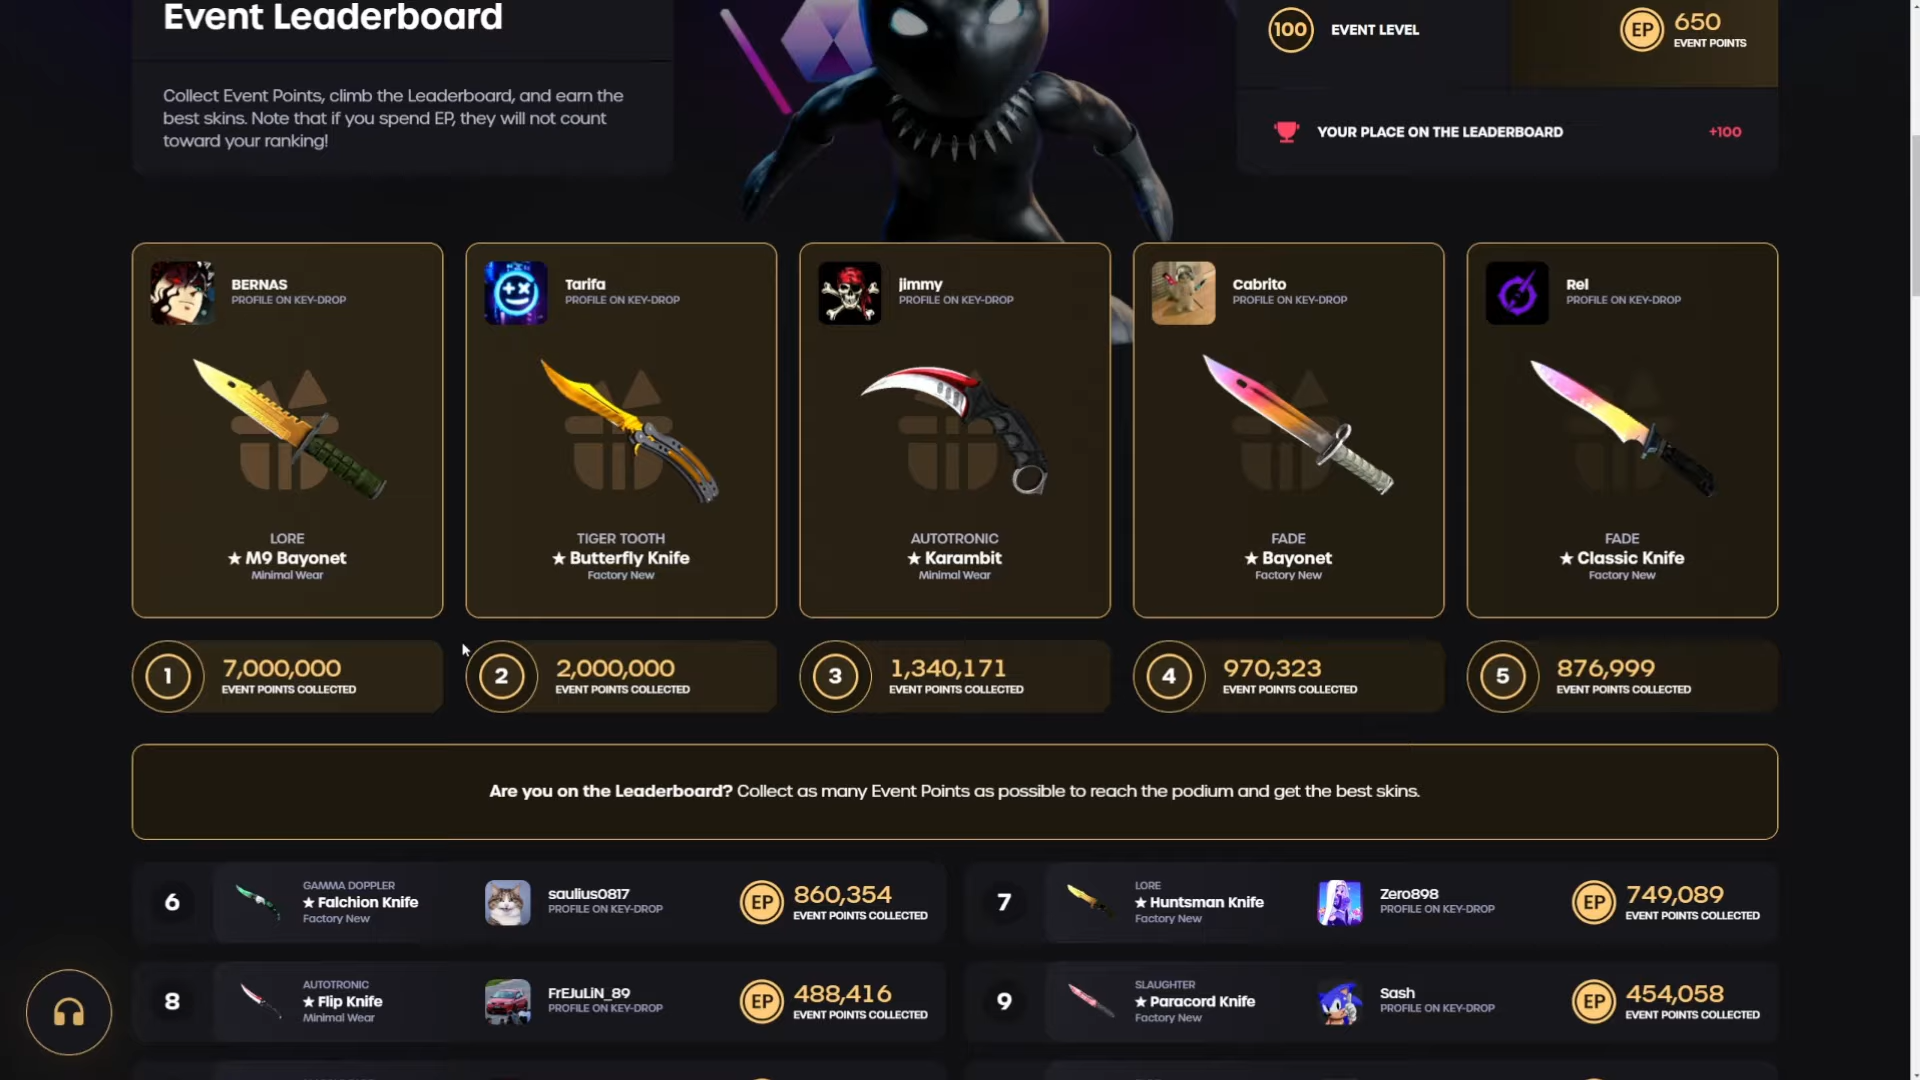 Event Leaderboard
Collect Event Points, climb the Leaderboard, and earn the
best skins. Note that if you spend EP, they will not count
toward your ranking!
100
EVENT LEVEL
EP
650
EVENT POINTS
YOUR PLACE ON THE LEADERBOARD
+100
BERNAS
PROFILE ON KEY-DROP
LORE
★ M9 Bayonet
Minimal Wear
Tarifa
PROFILE ON KEY-DROP
TIGER TOOTH
★ Butterfly Knife
Factory New
jimmy
PROFILE ON KEY-DROP
AUTOTRONIC
★ Karambit
Minimal Wear
Cabrito
PROFILE ON KEY-DROP
FADE
★ Bayonet
Factory New
Rel
PROFILE ON KEY-DROP
FADE
★ Classic Knife
Factory New
1
7,000,000
EVENT POINTS COLLECTED
2
2,000,000
EVENT POINTS COLLECTED
3
1,340,171
EVENT POINTS COLLECTED
4
970,323
EVENT POINTS COLLECTED
5
876,999
EVENT POINTS COLLECTED
Are you on the Leaderboard? Collect as many Event Points as possible to reach the podium and get the best skins.
6
GAMMA DOPPLER
★ Falchion Knife
Factory New
saulius0817
PROFILE ON KEY-DROP
EP
860,354
EVENT POINTS COLLECTED
7
LORE
★ Huntsman Knife
Factory New
Zero898
PROFILE ON KEY-DROP
EP
749,089
EVENT POINTS COLLECTED
8
AUTOTRONIC
★ Flip Knife
Minimal Wear
FrEJuLiN_89
PROFILE ON KEY-DROP
EP
488,416
EVENT POINTS COLLECTED
9
SLAUGHTER
★ Paracord Knife
Factory New
Sash
PROFILE ON KEY-DROP
EP
454,058
EVENT POINTS COLLECTED